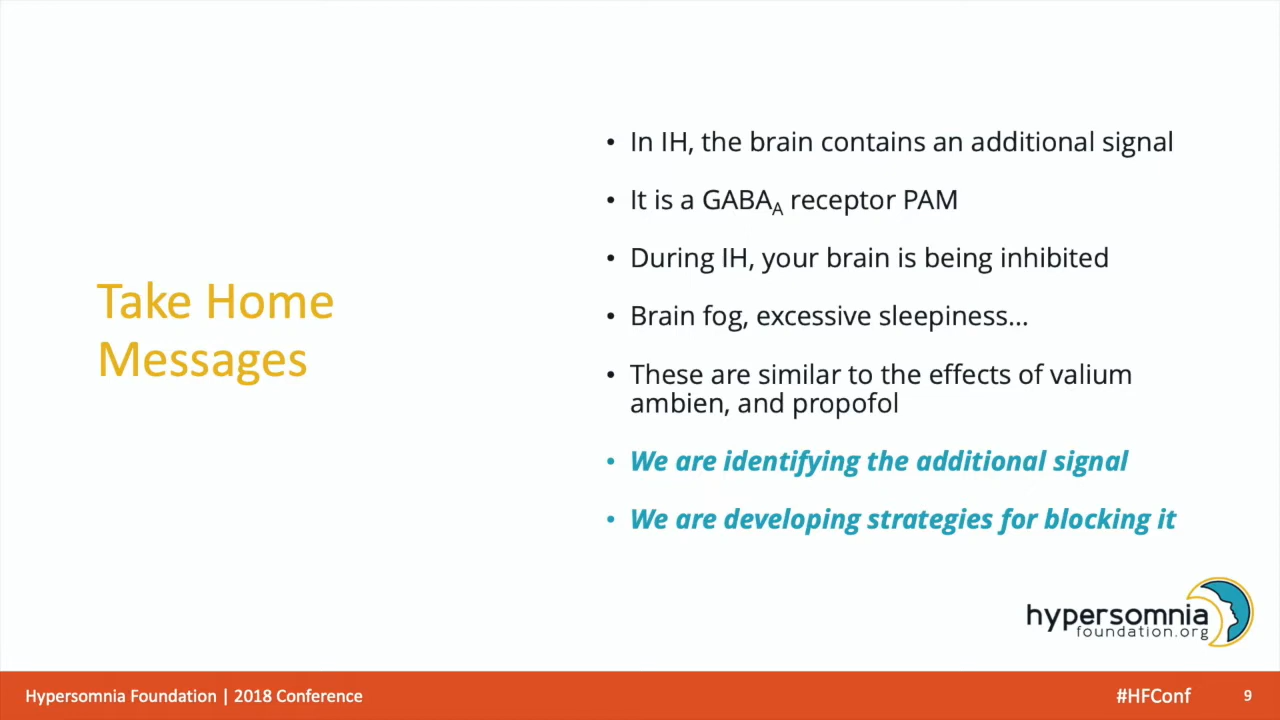 Take Home
Messages
• In IH, the brain contains an additional signal
• It is a GABAA receptor PAM
• During IH, your brain is being inhibited
• Brain fog, excessive sleepiness...
• These are similar to the effects of valium
ambien, and propofol
• We are identifying the additional signal
• We are developing strategies for blocking it
hypersomnia
foundation.org
Hypersomnia Foundation | 2018 Conference
#HFConf
9